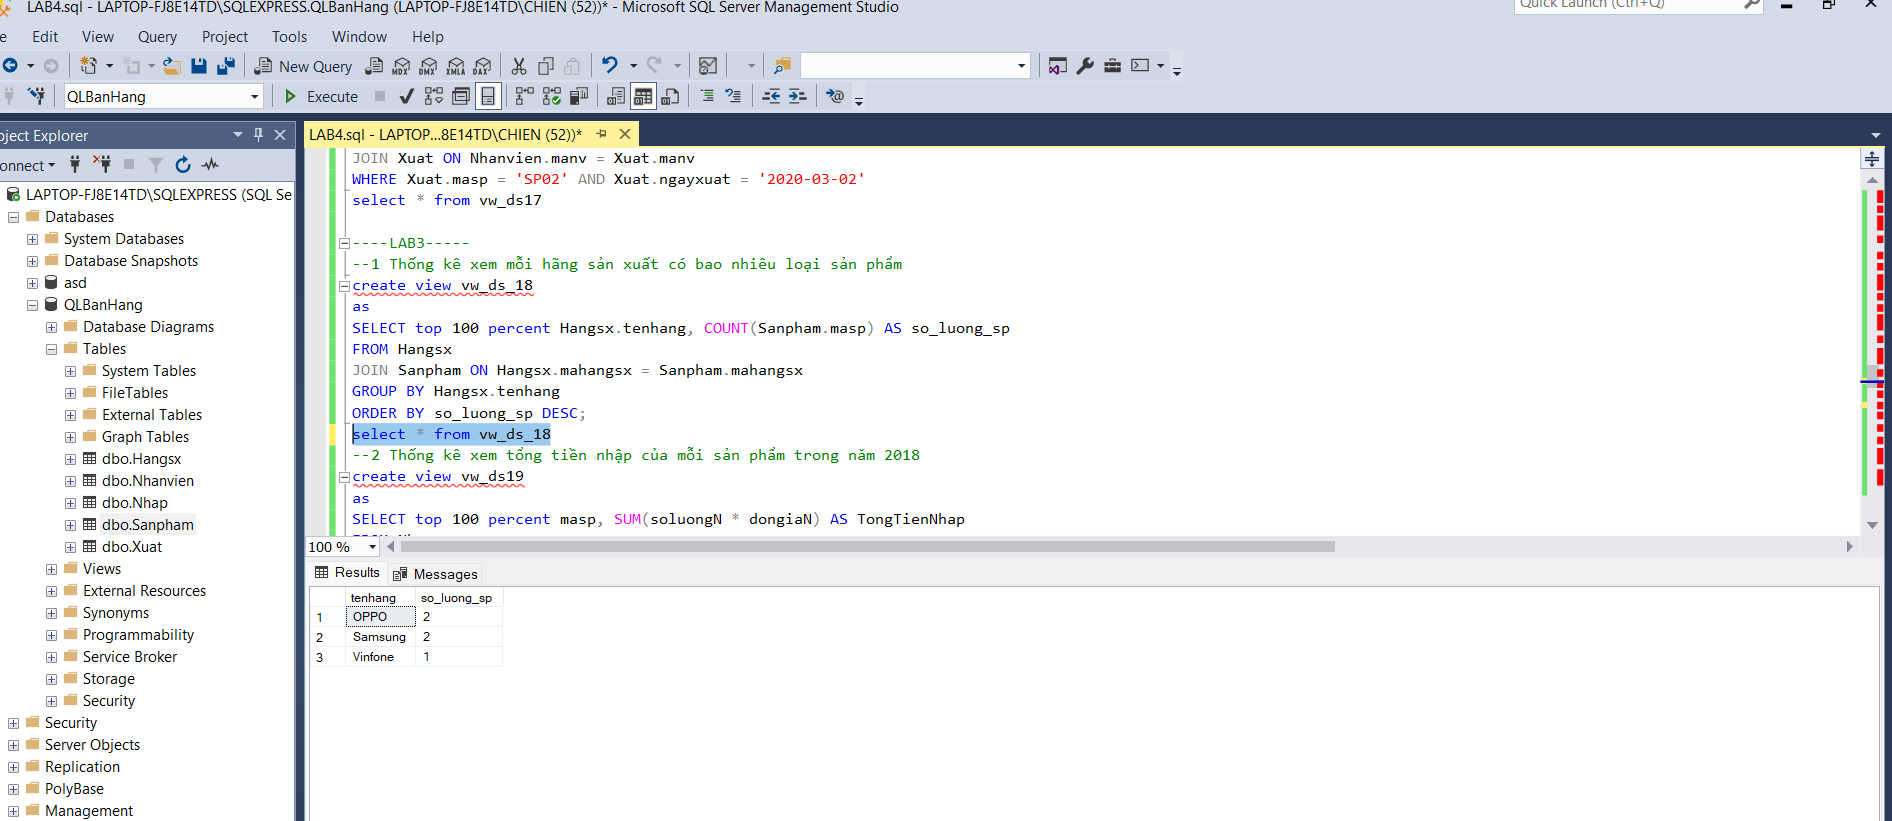 LAB4.sql - LAPTOP-FJ8E14TD\SQLEXPRESS.QLBanHang (LAPTOP-FJ8E14TD\CHIEN (52))* - Microsoft SQL Server Management Studio
Quick Launch (Ctrl+Q)
Edit View Query Project Tools Window Help
New Query
MDX DMX XMLA DAX
QLBanHang
Execute
bject Explorer
onnect
LAPTOP-FJ8E14TD\SQLEXPRESS (SQL Se
Databases
System Databases
Database Snapshots
asd
QLBanHang
Database Diagrams
Tables
System Tables
FileTables
External Tables
Graph Tables
dbo.Hangsx
dbo.Nhanvien
dbo.Nhap
dbo.Sanpham
dbo.Xuat
Views
External Resources
Synonyms
Programmability
Service Broker
Storage
Security
Security
Server Objects
Replication
PolyBase
Management
LAB4.sql - LAPTOP...8E14TD\CHIEN (52))*
JOIN Xuat ON Nhanvien.manv = Xuat.manv
WHERE Xuat.masp = 'SP02' AND Xuat.ngayxuat = '2020-03-02'
select * from vw_ds17
----LAB3-----
--1 Thống kê xem mỗi hãng sản xuất có bao nhiêu loại sản phẩm
create view vw_ds_18
as
SELECT top 100 percent Hangsx.tenhang, COUNT(Sanpham.masp) AS so_luong_sp
FROM Hangsx
JOIN Sanpham ON Hangsx.mahangsx = Sanpham.mahangsx
GROUP BY Hangsx.tenhang
ORDER BY so_luong_sp DESC;
select * from vw_ds_18
--2 Thống kê xem tổng tiền nhập của mỗi sản phẩm trong năm 2018
create view vw_ds19
as
SELECT top 100 percent masp, SUM(soluongN * dongiaN) AS TongTienNhap
100 %
Results Messages
tenhang so_luong_sp
1 OPPO 2
2 Samsung 2
3 Vinfone 1